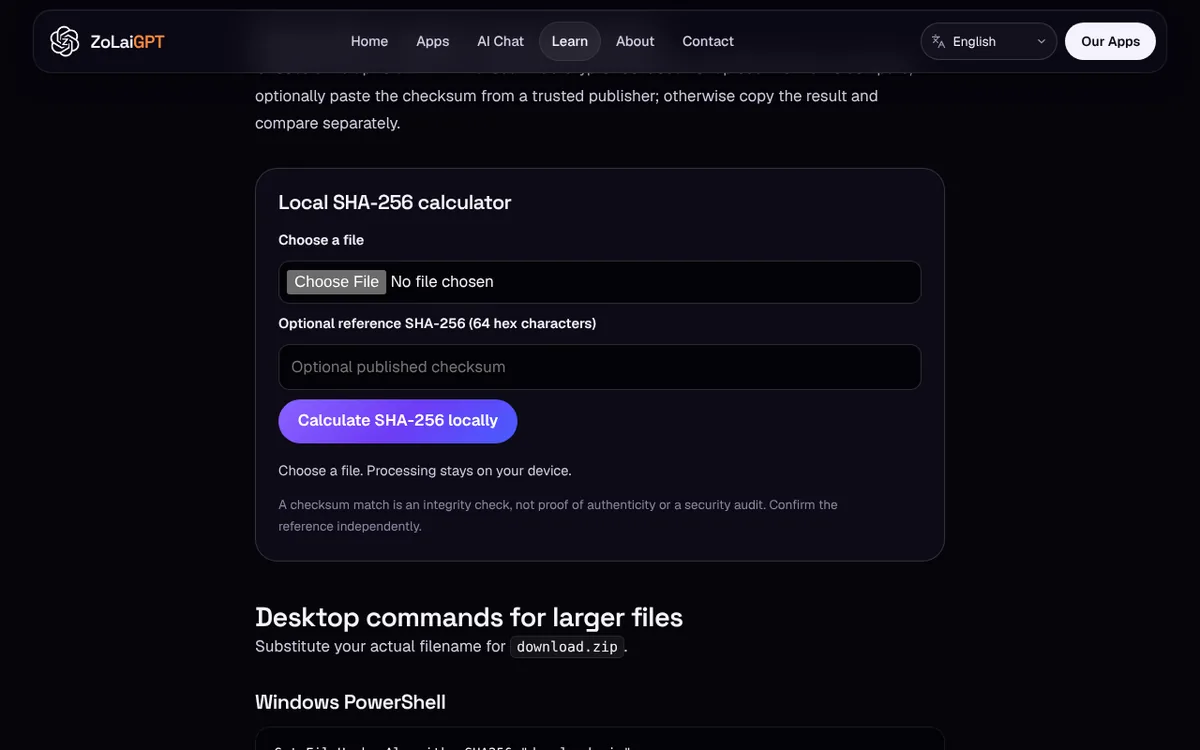 ZoLaiGPT
Home
Apps
AI Chat
Learn
About
Contact
English
Our Apps
optionally paste the checksum from a trusted publisher; otherwise copy the result and
compare separately.
Local SHA-256 calculator
Choose a file
Choose File No file chosen
Optional reference SHA-256 (64 hex characters)
Optional published checksum
Calculate SHA-256 locally
Choose a file. Processing stays on your device.
A checksum match is an integrity check, not proof of authenticity or a security audit. Confirm the
reference independently.
Desktop commands for larger files
Substitute your actual filename for download.zip.
Windows PowerShell